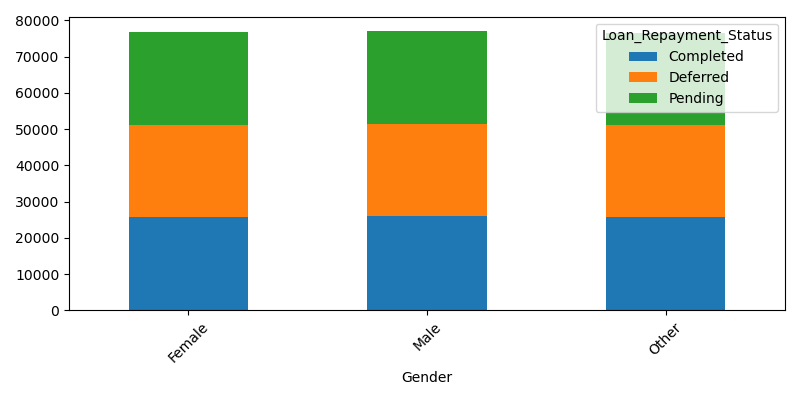 80000
70000
60000
50000
40000
30000
20000
10000
0
Loan_Repayment_Status
Completed
Deferred
Pending
Female
Male
Other
Gender